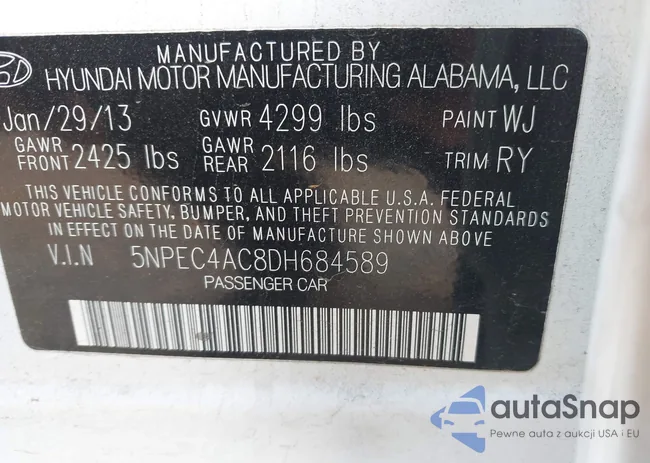 MANUFACTURED BY
HYUNDAI MOTOR MANUFACTURING ALABAMA, LLC
Jan/29/13 GVWR 4299 lbs PAINT WJ
GAWR FRONT 2425 lbs GAWR REAR 2116 lbs TRIM RY
THIS VEHICLE CONFORMS TO ALL APPLICABLE U.S.A. FEDERAL
MOTOR VEHICLE SAFETY, BUMPER, AND THEFT PREVENTION STANDARDS
IN EFFECT ON THE DATE OF MANUFACTURE SHOWN ABOVE
V.I.N 5NPEC4AC8DH684589
PASSENGER CAR
autoSnap
Pewne auta z aukcji USA i EU